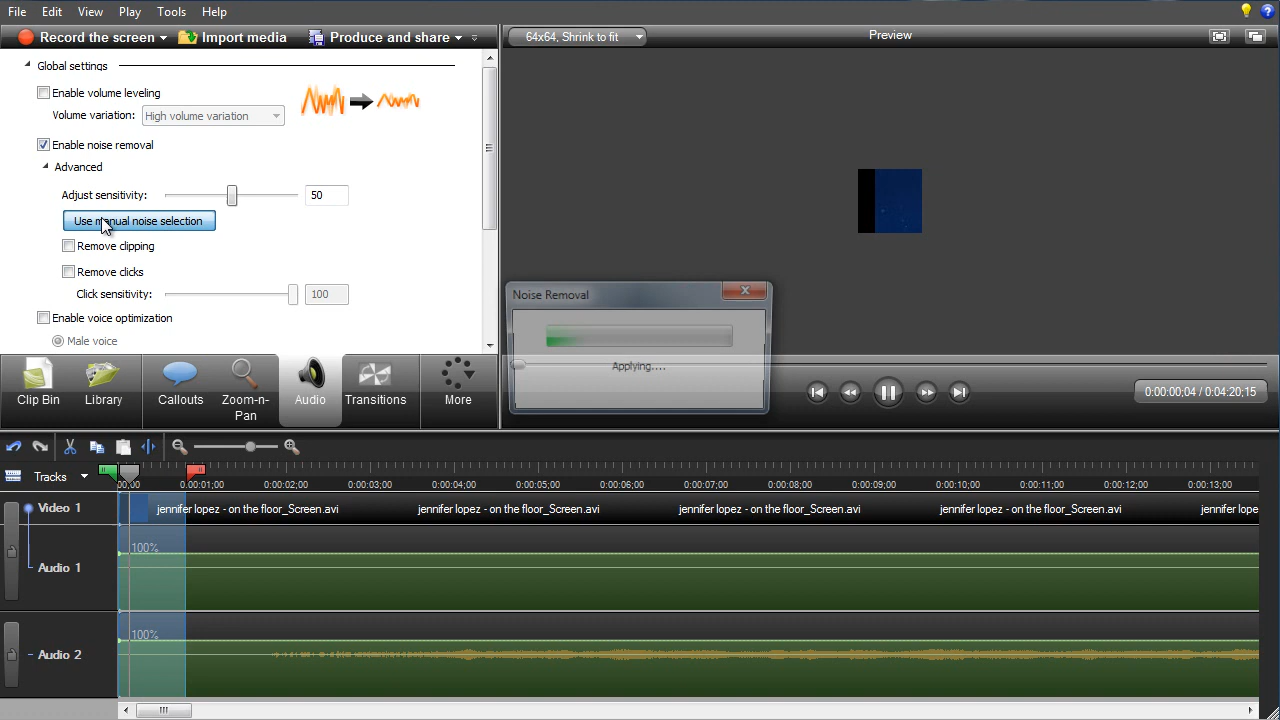 File Edit View Play Tools Help
Record the screen Import media Produce and share
64x64, Shrink to fit Preview
Global settings
Enable volume leveling
Volume variation: High volume variation
Enable noise removal
Advanced
Adjust sensitivity: 50
Use manual noise selection
Remove clipping
Remove clicks
Click sensitivity: 100
Enable voice optimization
Male voice
Noise Removal
Applying....
Clip Bin Library Callouts Zoom-n-Pan Audio Transitions More
0:00:00;04 / 0:04:20;15
Tracks 00;00 0:00:01;00 0:00:02;00 0:00:03;00 0:00:04;00 0:00:05;00 0:00:06;00 0:00:07;00 0:00:08;00 0:00:09;00 0:00:10;00 0:00:11;00 0:00:12;00 0:00:13;00
Video 1 jennifer lopez - on the floor_Screen.avi jennifer lopez - on the floor_Screen.avi jennifer lopez - on the floor_Screen.avi jennifer lopez - on the floor_Screen.avi jennifer lope
100%
Audio 1
100%
Audio 2